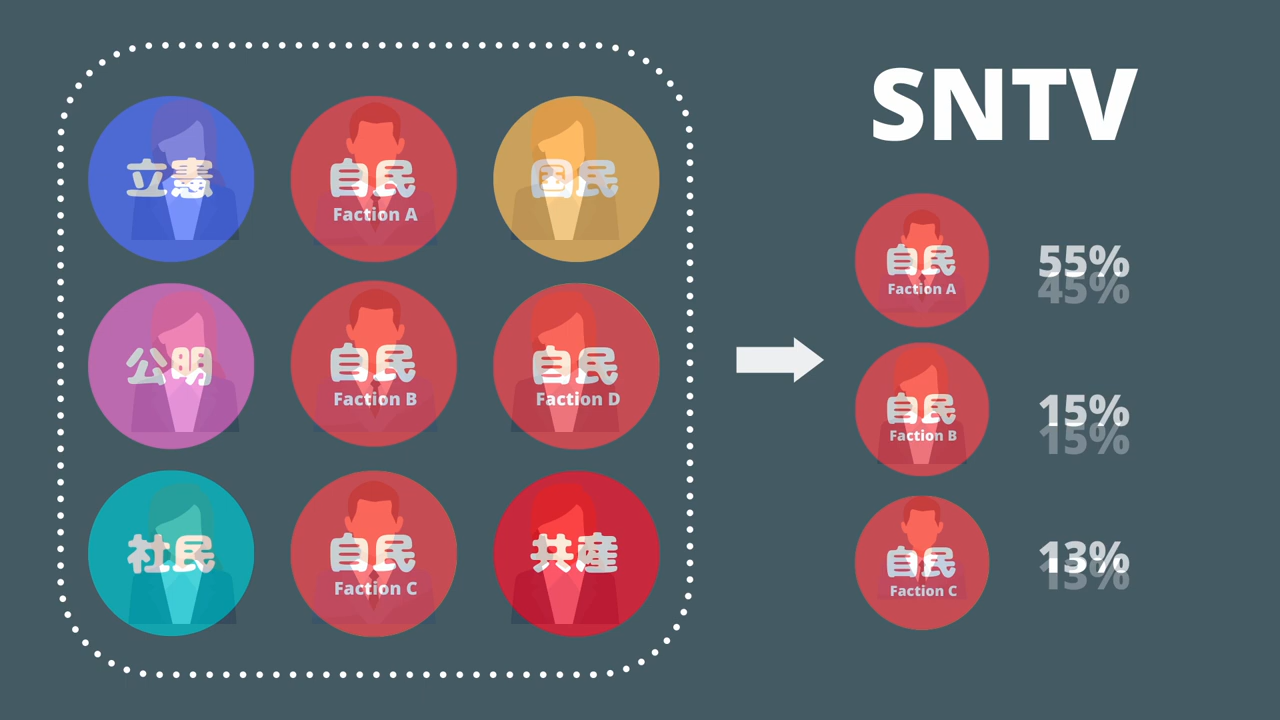 SNTV
立憲
自民
Faction A
国民
公明
自民
Faction B
自民
Faction D
社民
自民
Faction C
共産
自民
Faction A
55%
45%
自民
Faction B
15%
15%
自民
Faction C
13%
13%